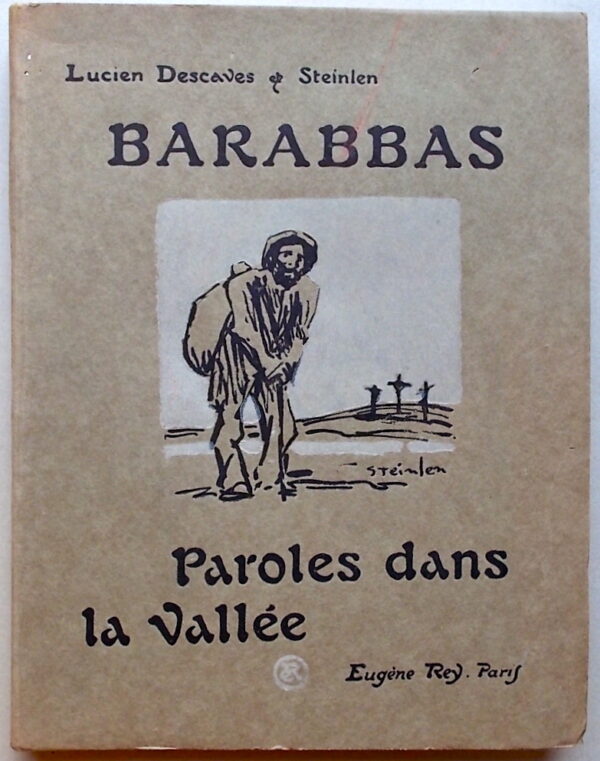 Lucien Descaves & Steinlen
BARABBAS
Steinlen
Paroles dans
la Vallée
Eugène Rey. Paris